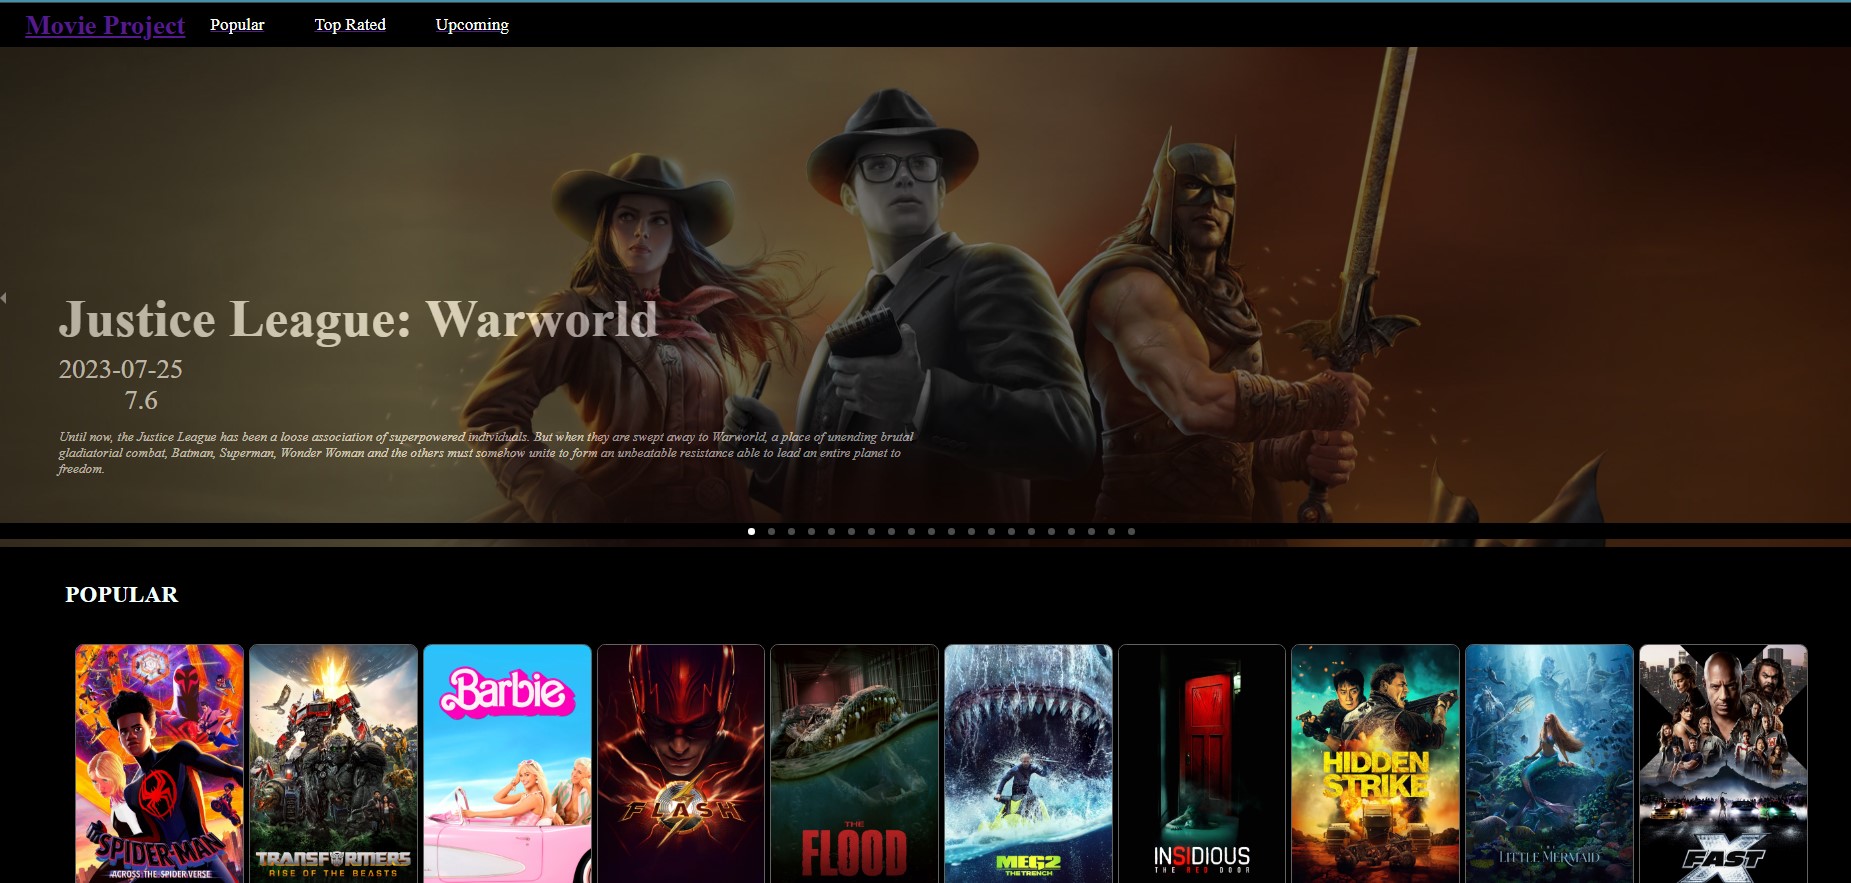 Movie Project Popular Top Rated Upcoming
Justice League: Warworld
2023-07-25
7.6
Until now, the Justice League has been a loose association of superpowered individuals. But when they are swept away to Warworld, a place of unending brutal
gladiatorial combat, Batman, Superman, Wonder Woman and the others must somehow unite to form an unbeatable resistance able to lead an entire planet to
freedom.
POPULAR
SPIDER-MAN
ACROSS THE SPIDER-VERSE
TRANSFORMERS
RISE OF THE BEASTS
Barbie
FLASH
THE
FLOOD
MEG2
THE TRENCH
INSIDIOUS
THE RED DOOR
HIDDEN
STRIKE
THE
LITTLE MERMAID
FAST
X